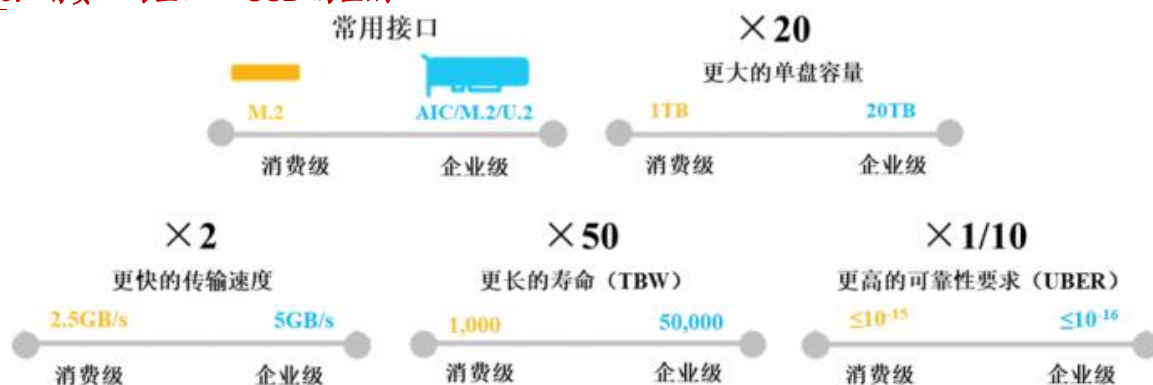 常用接口
M.2
AIC/M.2/U.2
消费级
企业级
×20
更大的单盘容量
1TB
20TB
消费级
企业级
×2
更快的传输速度
2.5GB/s
5GB/s
消费级
企业级
×50
更长的寿命（TBW）
1,000
50,000
消费级
企业级
×1/10
更高的可靠性要求（UBER）
≤10⁻¹⁵
≤10⁻¹⁶
消费级
企业级